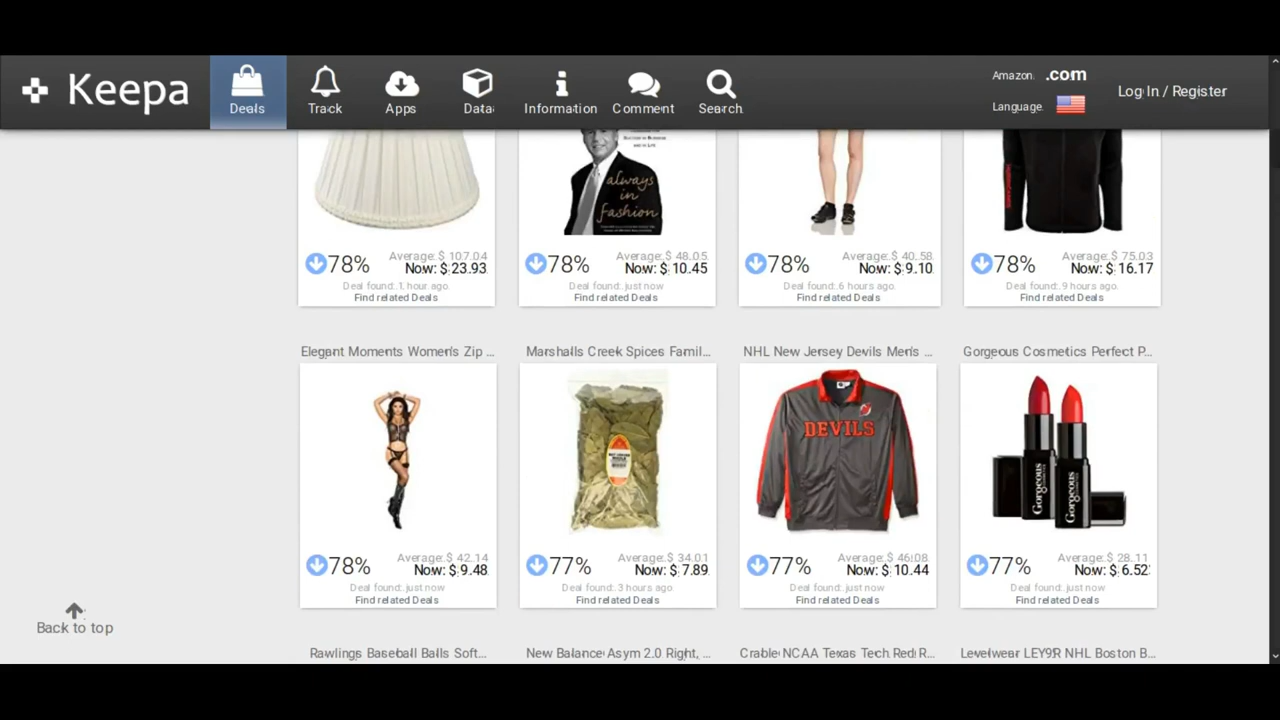 Keepa
Deals
Track
Apps
Data
Information
Comment
Search
Amazon .com
Language
Log In / Register
always
in
fashion
78% Average: $ 107.04
Now: $ 23.93
Deal found: 1 hour ago.
Find related Deals
78% Average: $ 48.05
Now: $ 10.45
Deal found: just now
Find related Deals
78% Average: $ 40.58
Now: $ 9.10
Deal found: 6 hours ago
Find related Deals
78% Average: $ 75.03
Now: $ 16.17
Deal found: 9 hours ago.
Find related Deals
Elegant Moments Women's Zip ...
Marshalls Creek Spices Famil...
NHL New Jersey Devils Men's ...
Gorgeous Cosmetics Perfect P...
DEVILS
Gorgeous
Gorgeous
78% Average: $ 42.14
Now: $ 9.48
Deal found: just now
Find related Deals
77% Average: $ 34.01
Now: $ 7.89
Deal found: 3 hours ago
Find related Deals
77% Average: $ 46.08
Now: $ 10.44
Deal found: just now
Find related Deals
77% Average: $ 28.11
Now: $ 6.52
Deal found: just now
Find related Deals
Back to top
Rawlings Baseball Balls Soft...
New Balance Asym 2.0 Right, ...
Crable NCAA Texas Tech Red R...
Levelwear LEY9R NHL Boston B...